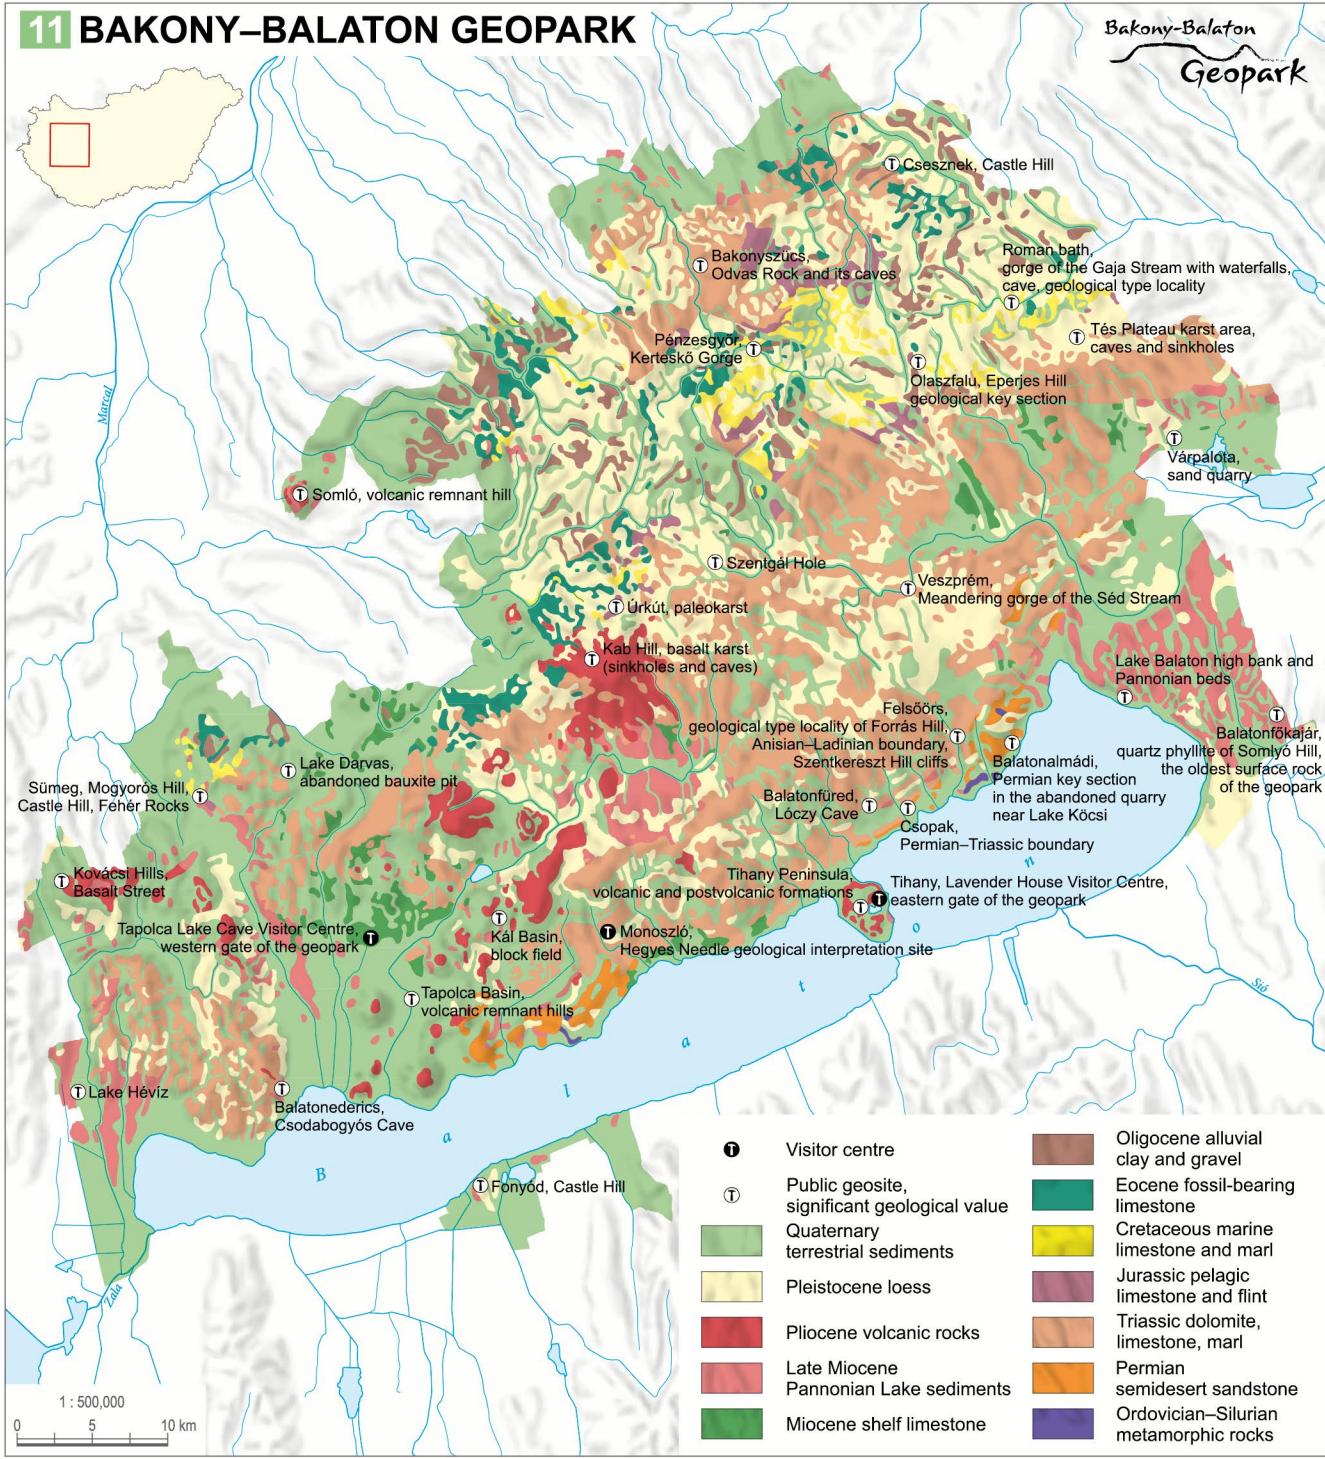 11 BAKONY–BALATON GEOPARK
Bakony-Balaton
Geopark
Csesznek, Castle Hill
Roman bath,
gorge of the Gaja Stream with waterfalls,
cave, geological type locality
Bakonyszücs,
Odvas Rock and its caves
Tés Plateau karst area,
caves and sinkholes
Pénzesgyőr,
Kerteskő Gorge
Olaszfalu, Eperjes Hill
geological key section
Marcal
Várpalota,
sand quarry
Somló, volcanic remnant hill
Szentgál Hole
Veszprém,
Meandering gorge of the Séd Stream
Úrkút, paleokarst
Kab Hill, basalt karst
(sinkholes and caves)
Lake Balaton high bank and
Pannonian beds
Felsőörs,
geological type locality of Forrás Hill,
Anisian–Ladinian boundary,
Szentkereszt Hill cliffs
Balatonfőkajár,
quartz phyllite of Somlyó Hill,
the oldest surface rock
of the geopark
Balatonalmádi,
Permian key section
in the abandoned quarry
near Lake Köcsi
Lake Darvas,
abandoned bauxite pit
Sümeg, Mogyorós Hill,
Castle Hill, Fehér Rocks
Balatonfüred,
Lóczy Cave
Csopak,
Permian–Triassic boundary
Kovácsi Hills,
Basalt Street
Tihany Peninsula,
volcanic and postvolcanic formations
Tihany, Lavender House Visitor Centre,
eastern gate of the geopark
Tapolca Lake Cave Visitor Centre,
western gate of the geopark
Kál Basin,
block field
Monoszló,
Hegyes Needle geological interpretation site
Tapolca Basin,
volcanic remnant hills
Sió
Lake Hévíz
Balatonederics,
Csodabogyós Cave
B a l a t o n
Fonyód, Castle Hill
Zala
Visitor centre
Public geosite,
significant geological value
Quaternary
terrestrial sediments
Pleistocene loess
Pliocene volcanic rocks
Late Miocene
Pannonian Lake sediments
Miocene shelf limestone
Oligocene alluvial
clay and gravel
Eocene fossil-bearing
limestone
Cretaceous marine
limestone and marl
Jurassic pelagic
limestone and flint
Triassic dolomite,
limestone, marl
Permian
semidesert sandstone
Ordovician–Silurian
metamorphic rocks
1 : 500,000
0 5 10 km